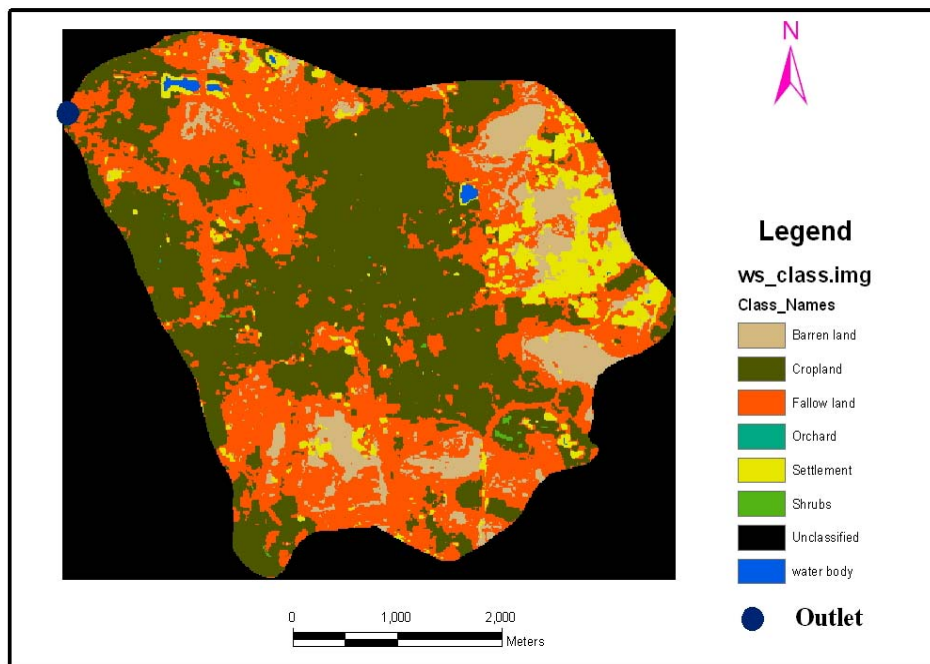 N
Legend
ws_class.img
Class_Names
Barren land
Cropland
Fallow land
Orchard
Settlement
Shrubs
Unclassified
water body
Outlet
0 1,000 2,000
Meters